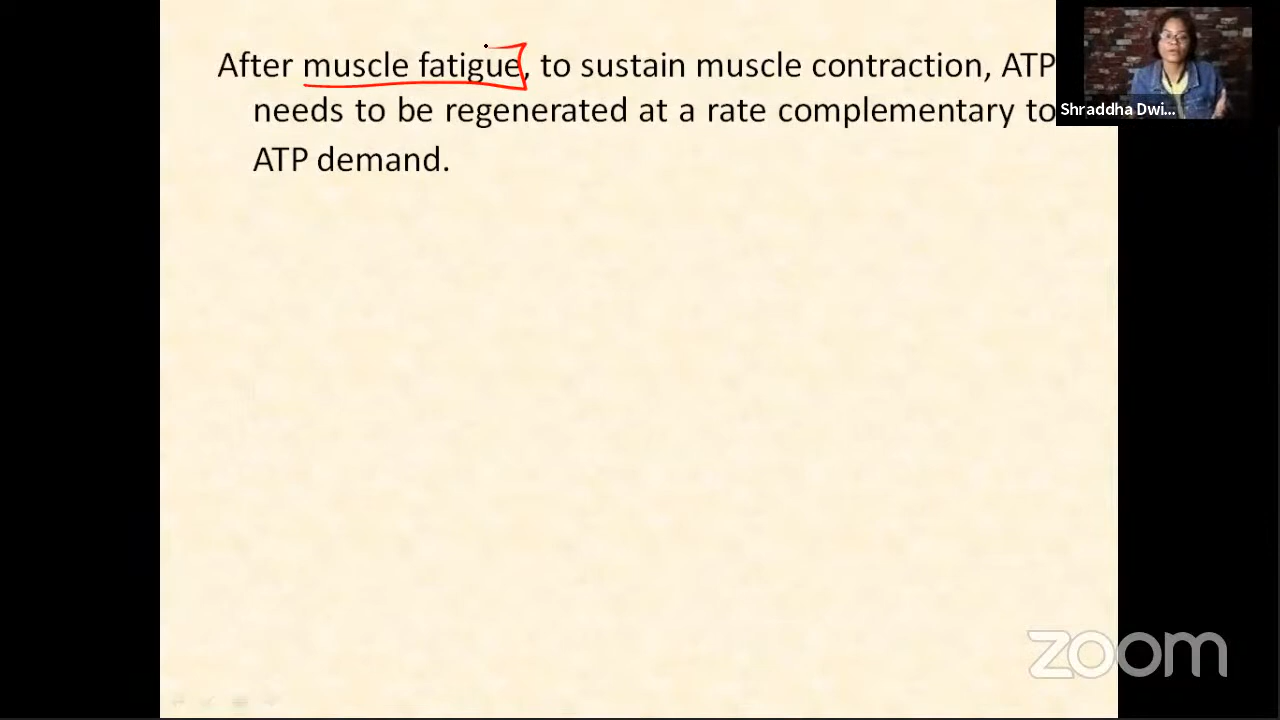 After muscle fatigue, to sustain muscle contraction, ATP
needs to be regenerated at a rate complementary to
ATP demand.
Shraddha Dwi...
zoom